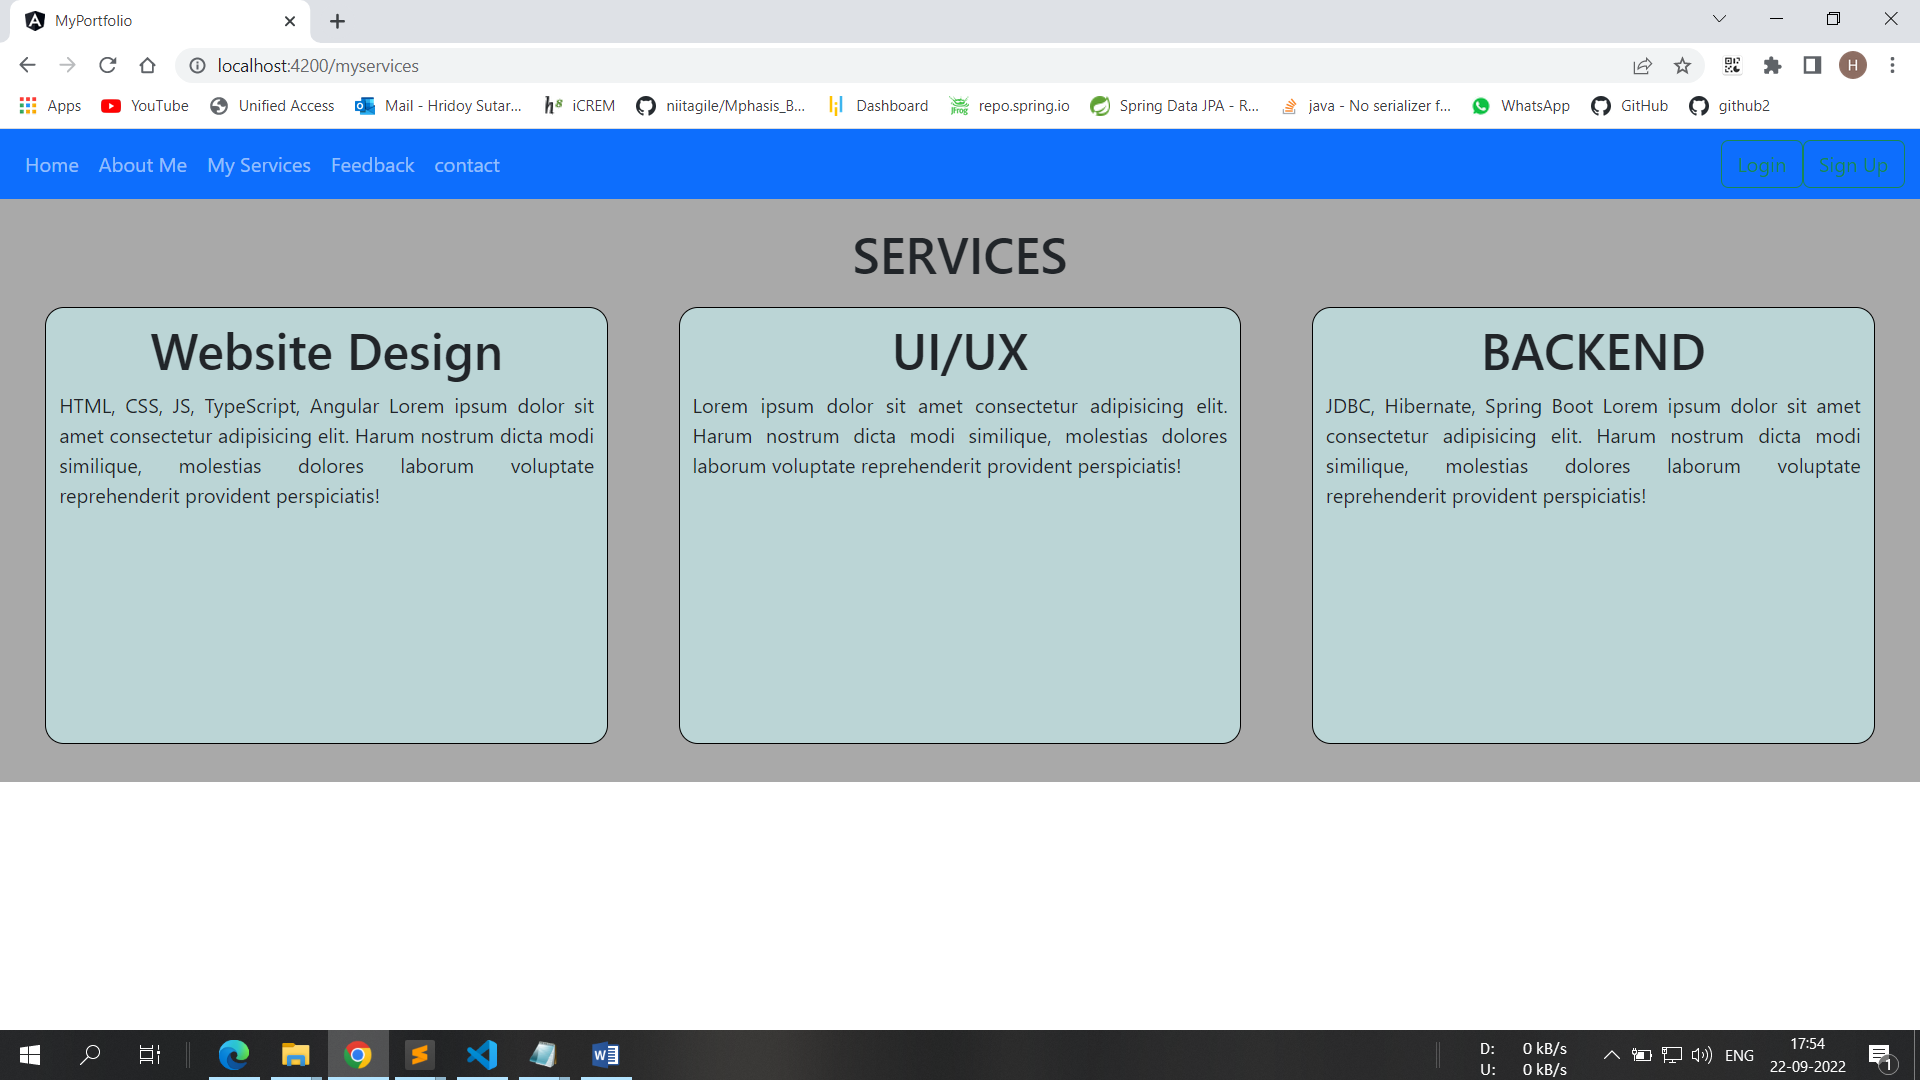 MyPortfolio
localhost:4200/myservices
H
Apps YouTube Unified Access Mail - Hridoy Sutar... iCREM niitagile/Mphasis_B... Dashboard repo.spring.io Spring Data JPA - R... java - No serializer f... WhatsApp GitHub github2
Home About Me My Services Feedback contact Login Sign Up
SERVICES
Website Design
HTML, CSS, JS, TypeScript, Angular Lorem ipsum dolor sit
amet consectetur adipisicing elit. Harum nostrum dicta modi
similique, molestias dolores laborum voluptate
reprehenderit provident perspiciatis!
UI/UX
Lorem ipsum dolor sit amet consectetur adipisicing elit.
Harum nostrum dicta modi similique, molestias dolores
laborum voluptate reprehenderit provident perspiciatis!
BACKEND
JDBC, Hibernate, Spring Boot Lorem ipsum dolor sit amet
consectetur adipisicing elit. Harum nostrum dicta modi
similique, molestias dolores laborum voluptate
reprehenderit provident perspiciatis!
D: 0 kB/s
U: 0 kB/s
ENG
17:54
22-09-2022
1